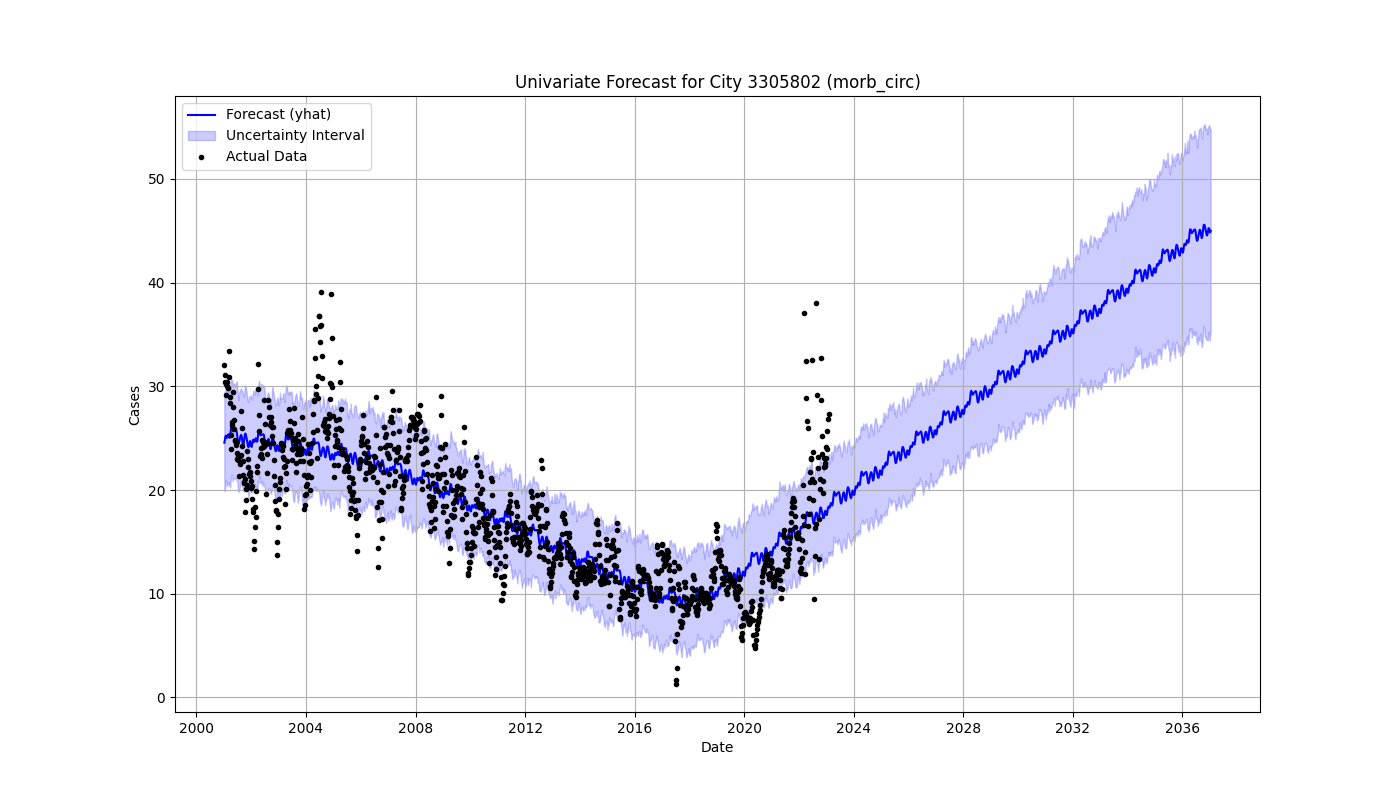 Univariate Forecast for City 3305802 (morb_circ)
Forecast (yhat)
Uncertainty Interval
Actual Data
Cases
50
40
30
20
10
0
2000 2004 2008 2012 2016 2020 2024 2028 2032 2036
Date